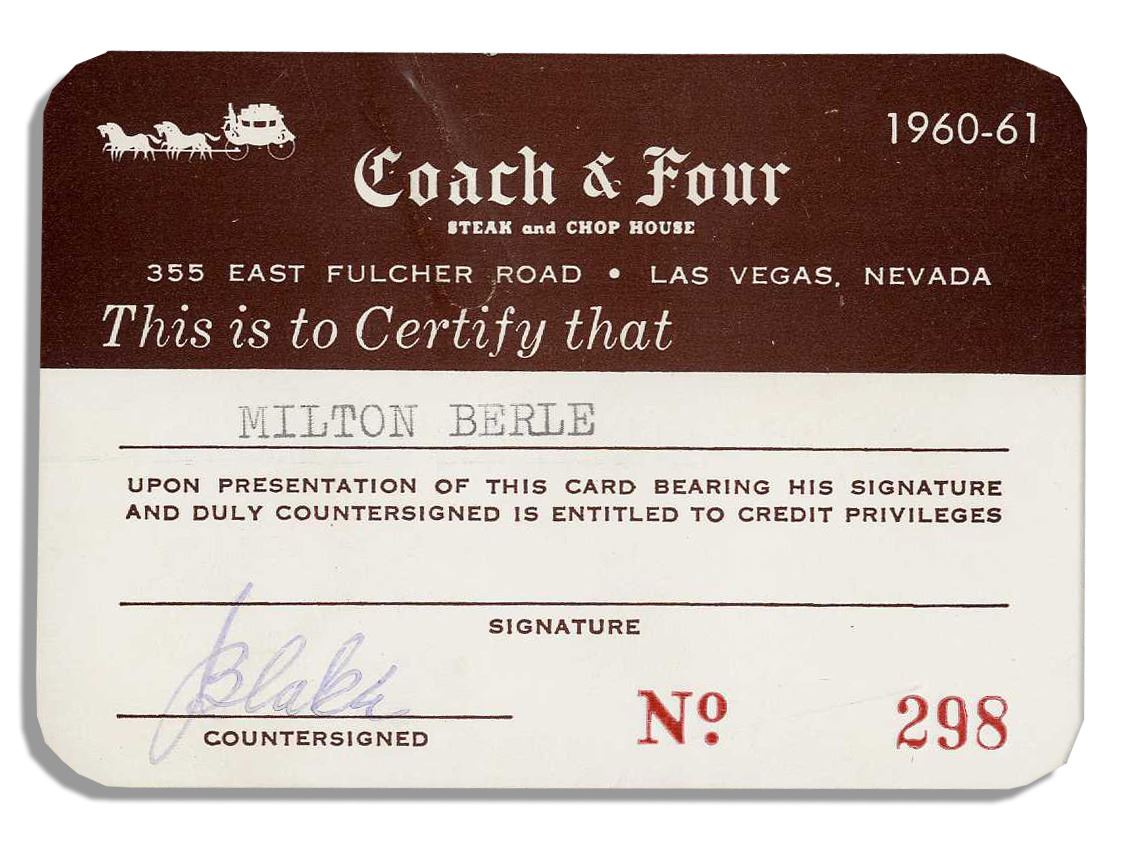 1960-61
Coach & Four
STEAK and CHOP HOUSE
355 EAST FULCHER ROAD • LAS VEGAS, NEVADA
This is to Certify that
MILTON BERLE
UPON PRESENTATION OF THIS CARD BEARING HIS SIGNATURE
AND DULY COUNTERSIGNED IS ENTITLED TO CREDIT PRIVILEGES
SIGNATURE
COUNTERSIGNED
Nº 298